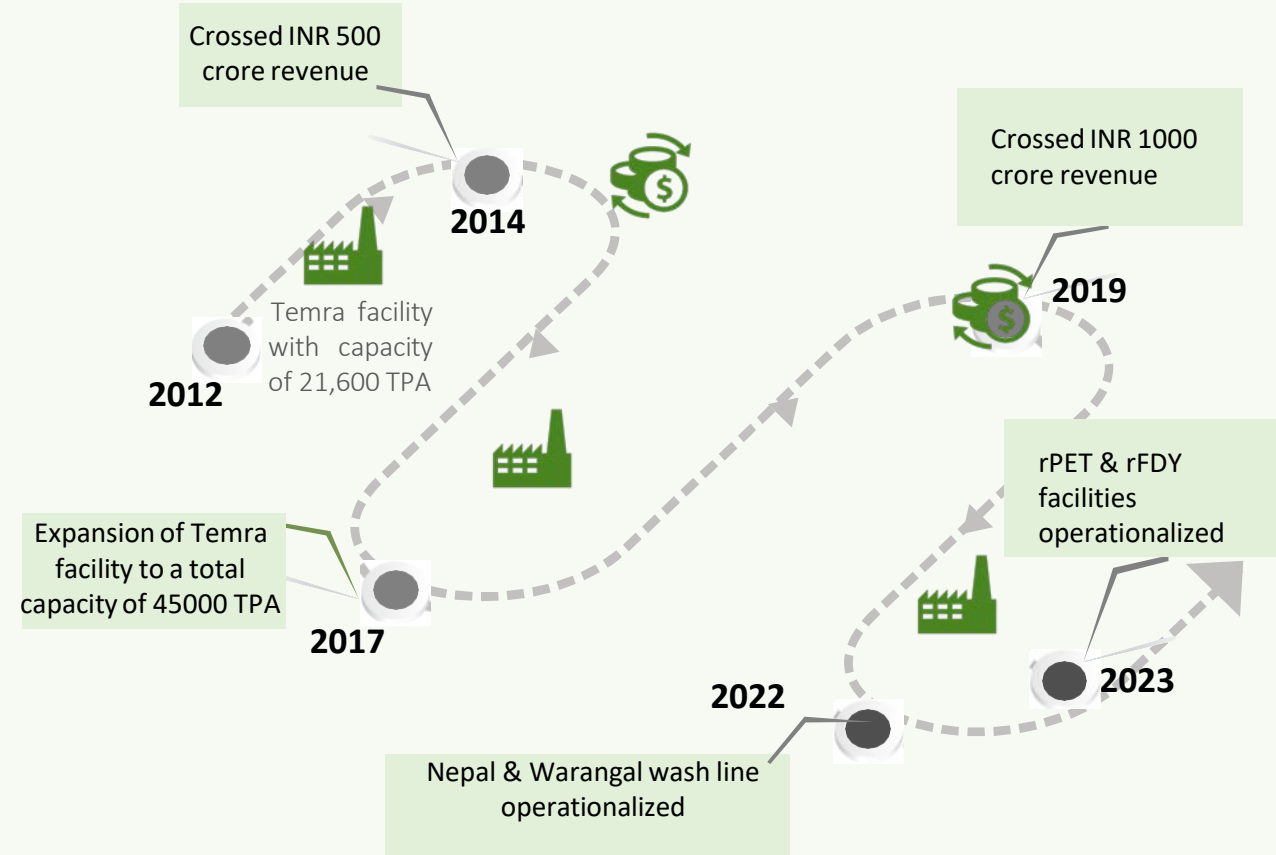 Crossed INR 500
crore revenue
2014
Temra facility
with capacity
of 21,600 TPA
2012
Expansion of Temra
facility to a total
capacity of 45000 TPA
2017
Crossed INR 1000
crore revenue
2019
rPET & rFDY
facilities
operationalized
2023
2022
Nepal & Warangal wash line
operationalized
$
$